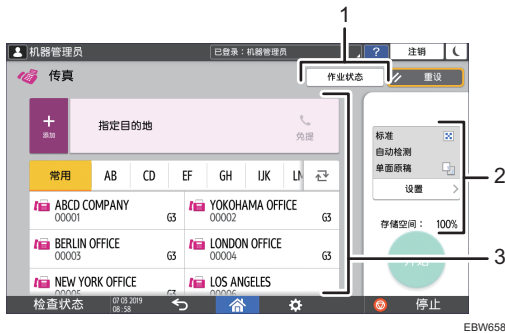 1
机器管理员
已登录：机器管理员
?
注销
传真
作业状态
重设
+
添加
指定目的地
免提
标准
自动检测
单面原稿
设置
2
常用 AB CD EF GH IJK
存储空间： 100%
ABCD COMPANY
00001 G3
YOKOHAMA OFFICE
00002 G3
BERLIN OFFICE
00003 G3
LONDON OFFICE
00004 G3
3
NEW YORK OFFICE
00005 G3
LOS ANGELES
00006
检查状态
07 03 2019
08:58
停止
EBW658